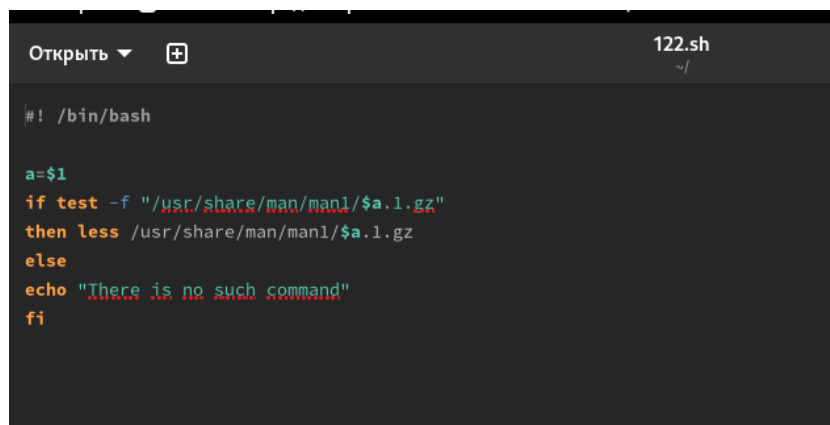 Открыть
122.sh
~/
#! /bin/bash
a=$1
if test -f "/usr/share/man/man1/$a.1.gz"
then less /usr/share/man/man1/$a.1.gz
else
echo "There is no such command"
fi